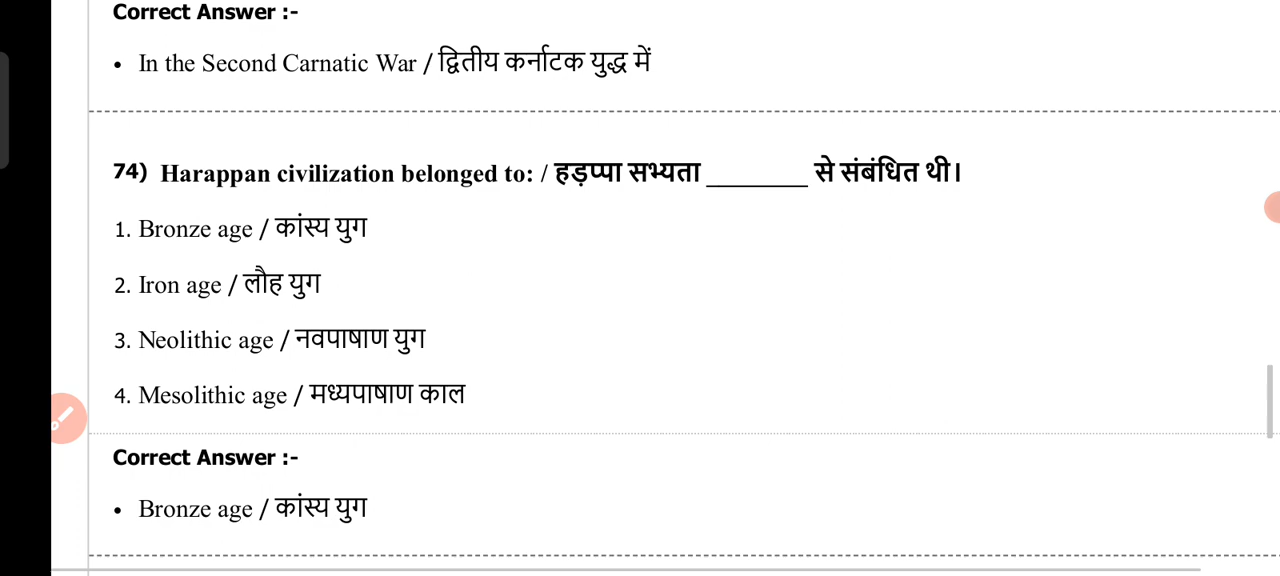 Correct Answer :-
• In the Second Carnatic War / द्वितीय कर्नाटक युद्ध में
74) Harappan civilization belonged to: / हड़प्पा सभ्यता ________ से संबंधित थी।
1. Bronze age / कांस्य युग
2. Iron age / लौह युग
3. Neolithic age / नवपाषाण युग
4. Mesolithic age / मध्यपाषाण काल
Correct Answer :-
• Bronze age / कांस्य युग